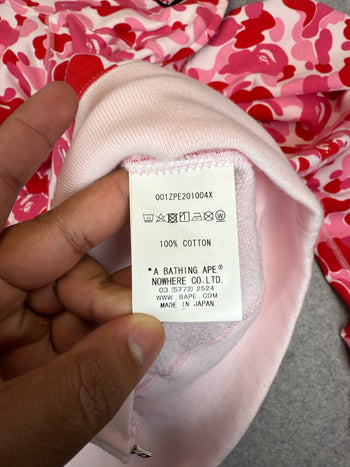 001ZPE201004X
100% COTTON
"A BATHING APE®
NOWHERE CO.LTD.
03 (5772) 2524
WWW.BAPE.COM
MADE IN JAPAN